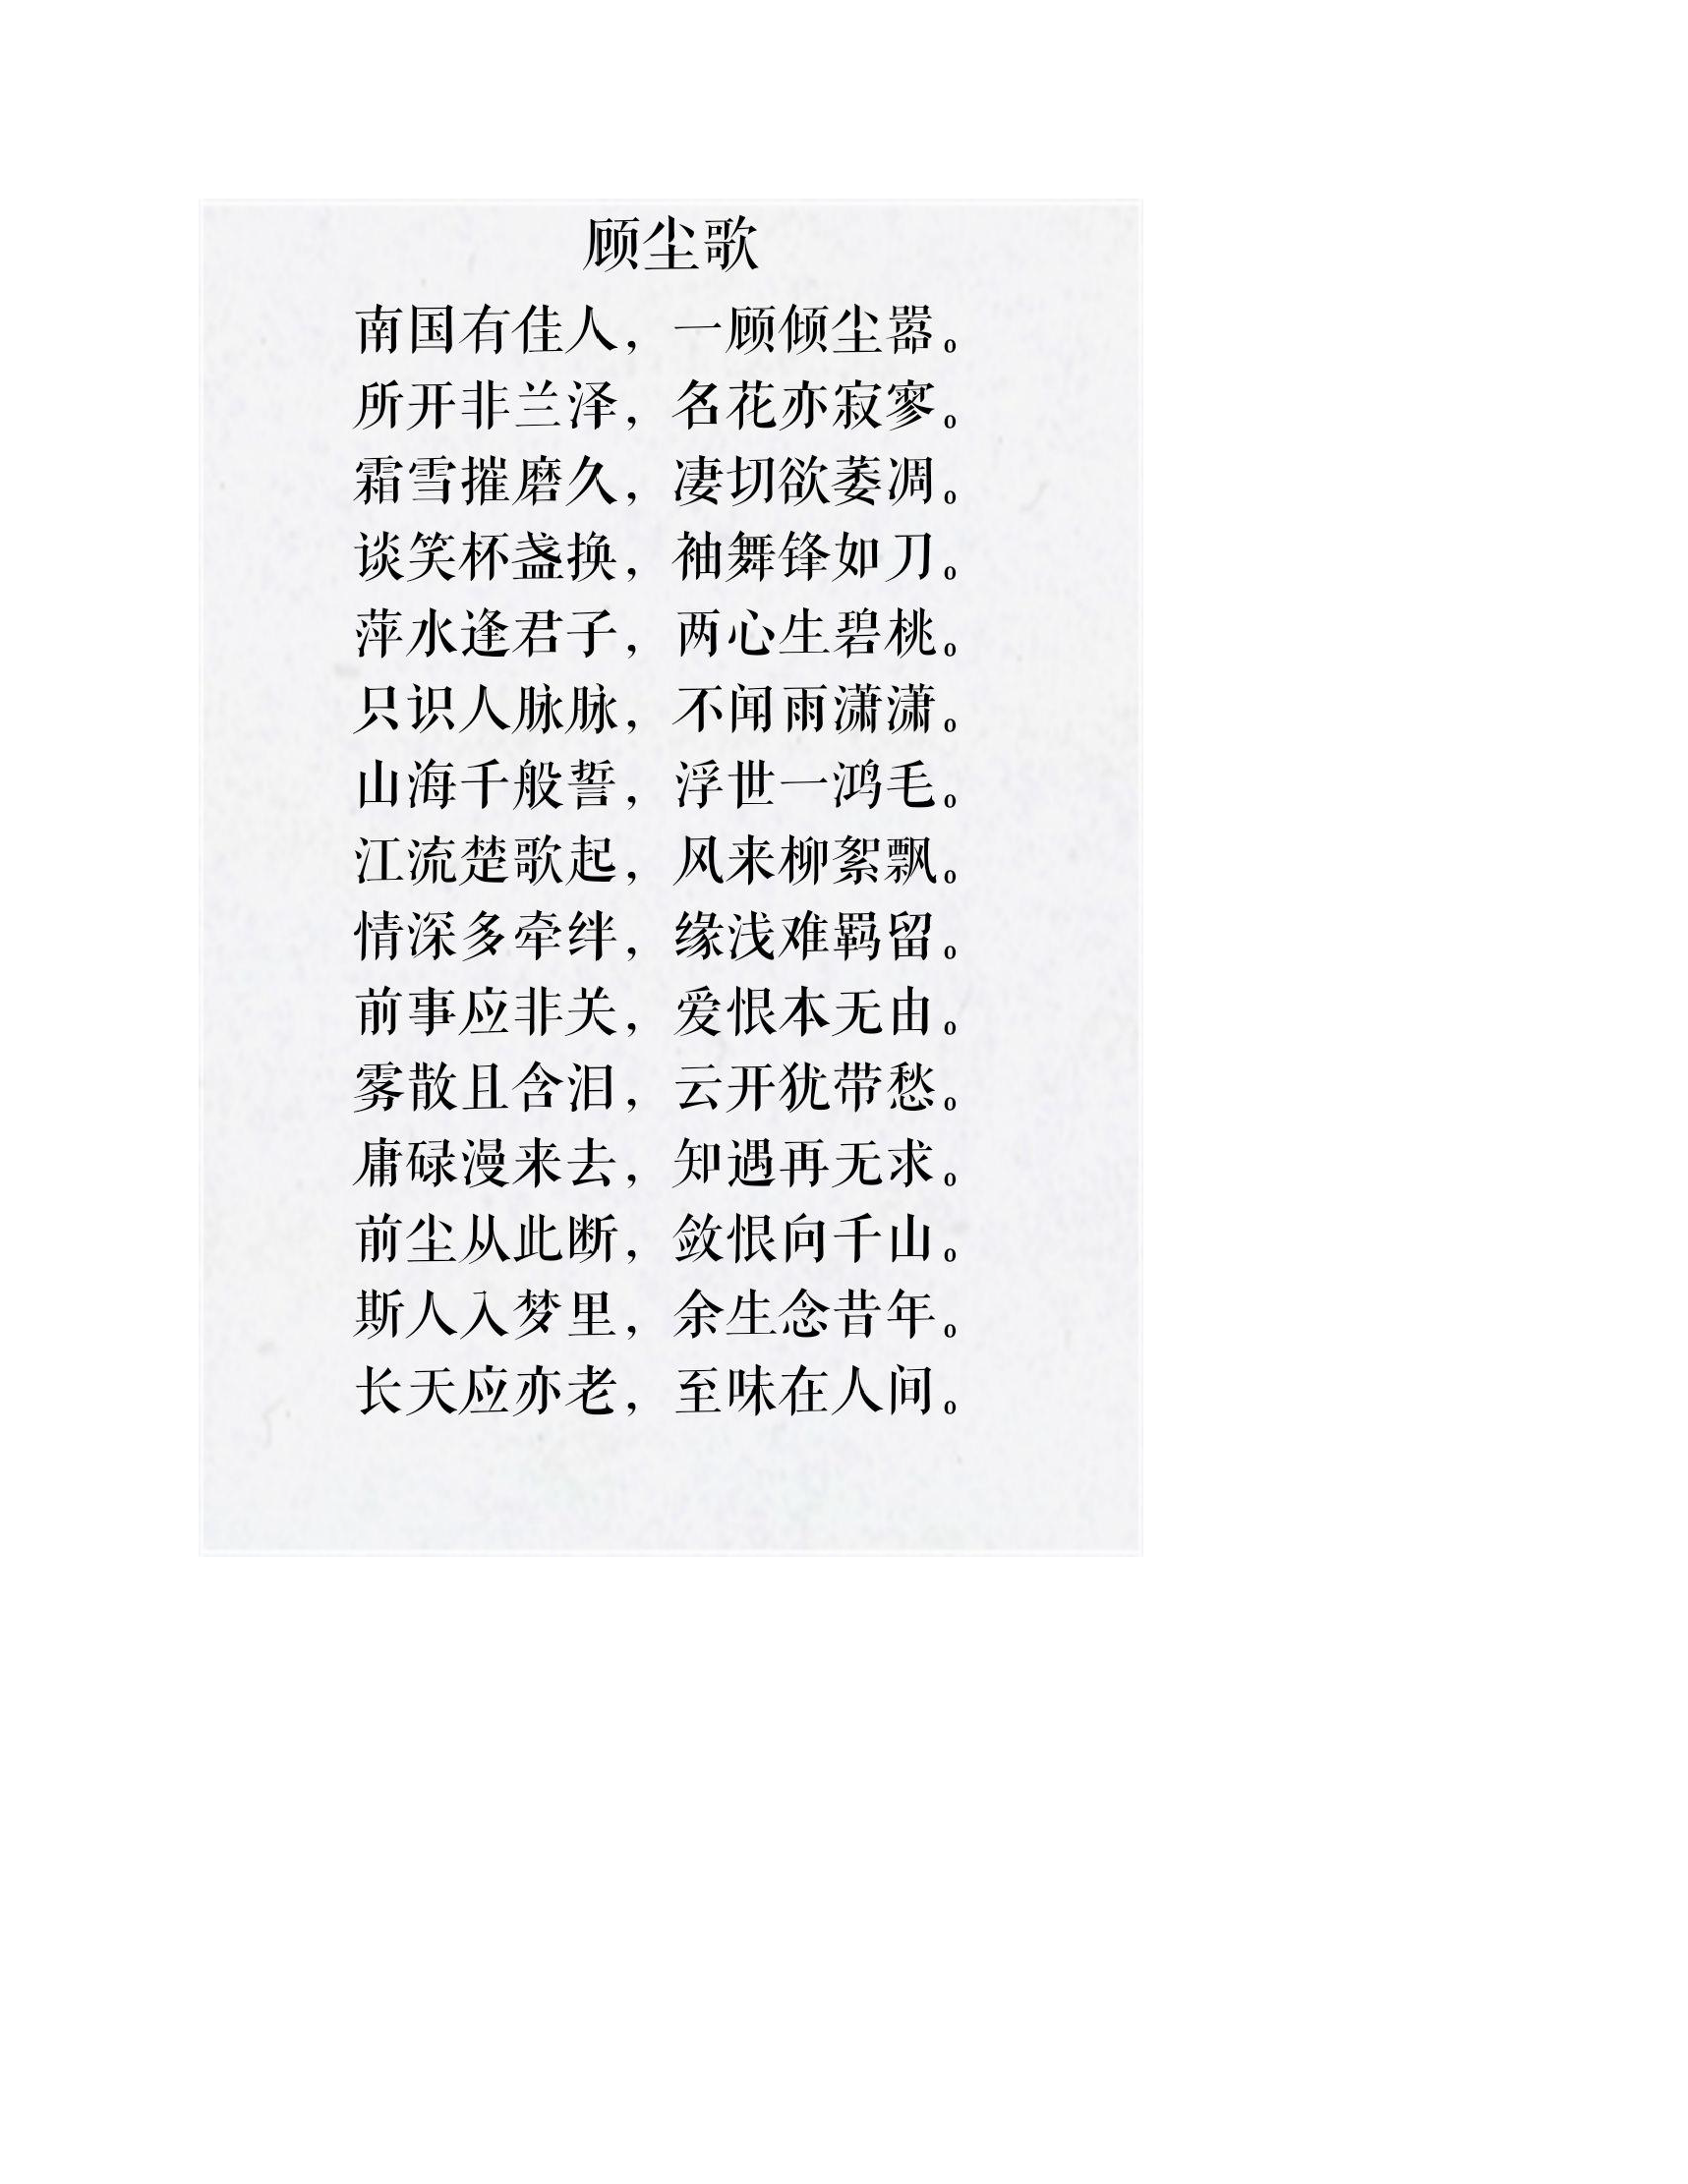 顾尘歌
南国有佳人，一顾倾尘嚣。
所开非兰泽，名花亦寂寥。
霜雪摧磨久，凄切欲萎凋。
谈笑杯盏换，袖舞锋如刀。
萍水逢君子，两心生碧桃。
只识人脉脉，不闻雨潇潇。
山海千般誓，浮世一鸿毛。
江流楚歌起，风来柳絮飘。
情深多牵绊，缘浅难羁留。
前事应非关，爱恨本无由。
雾散且含泪，云开犹带愁。
庸碌漫来去，知遇再无求。
前尘从此断，敛恨向千山。
斯人入梦里，余生念昔年。
长天应亦老，至味在人间。